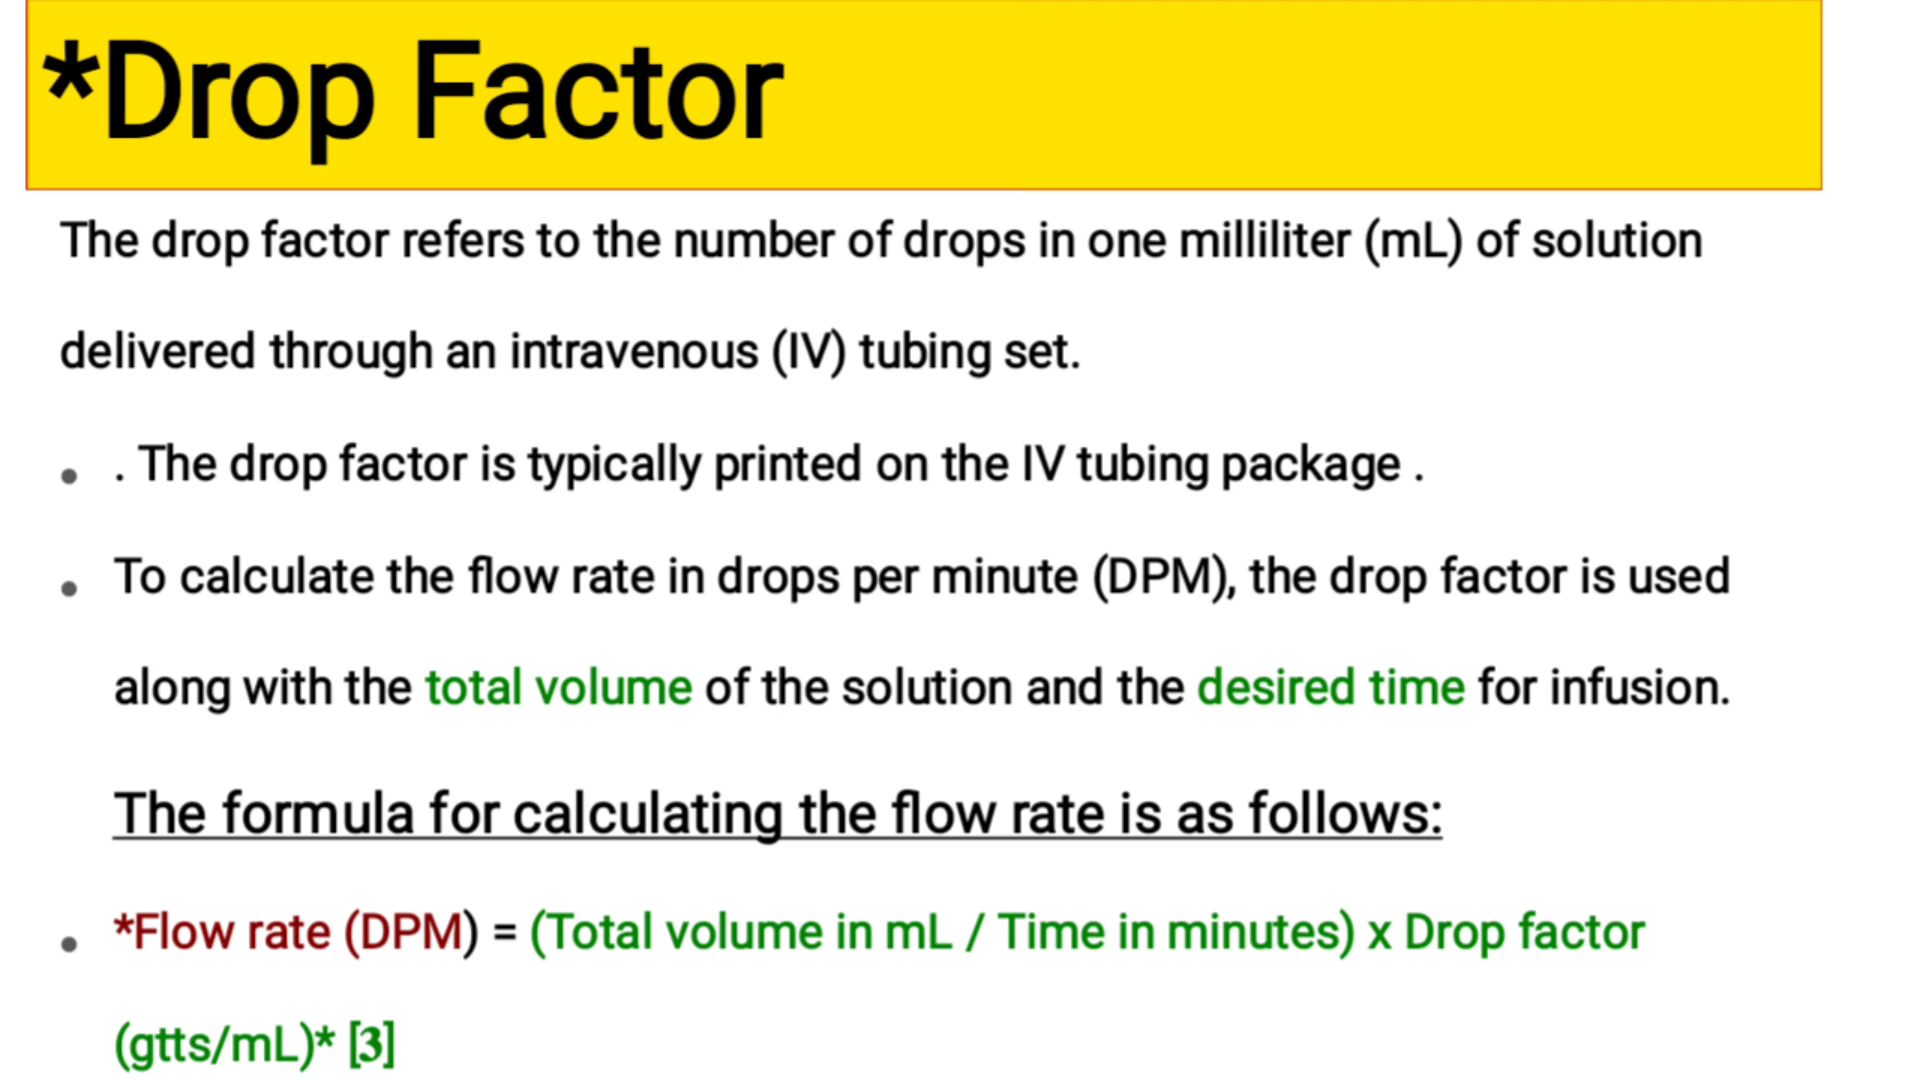 *Drop Factor
The drop factor refers to the number of drops in one milliliter (mL) of solution
delivered through an intravenous (IV) tubing set.
• . The drop factor is typically printed on the IV tubing package .
• To calculate the flow rate in drops per minute (DPM), the drop factor is used
along with the total volume of the solution and the desired time for infusion.
The formula for calculating the flow rate is as follows:
• *Flow rate (DPM) = (Total volume in mL / Time in minutes) x Drop factor
(gtts/mL)* [3]